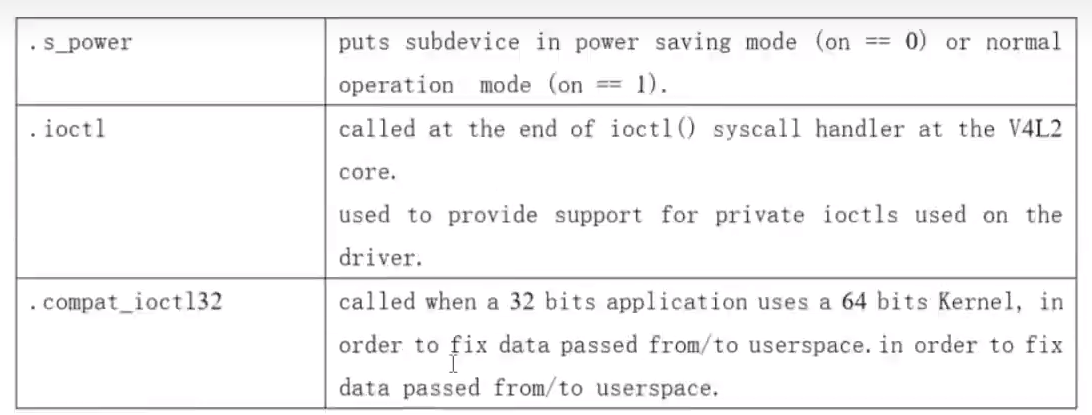 .s_power
puts subdevice in power saving mode (on == 0) or normal
operation mode (on == 1).
.ioctl
called at the end of ioctl() syscall handler at the V4L2
core.
used to provide support for private ioctls used on the
driver.
.compat_ioctl32
called when a 32 bits application uses a 64 bits Kernel, in
order to fix data passed from/to userspace. in order to fix
data passed from/to userspace.